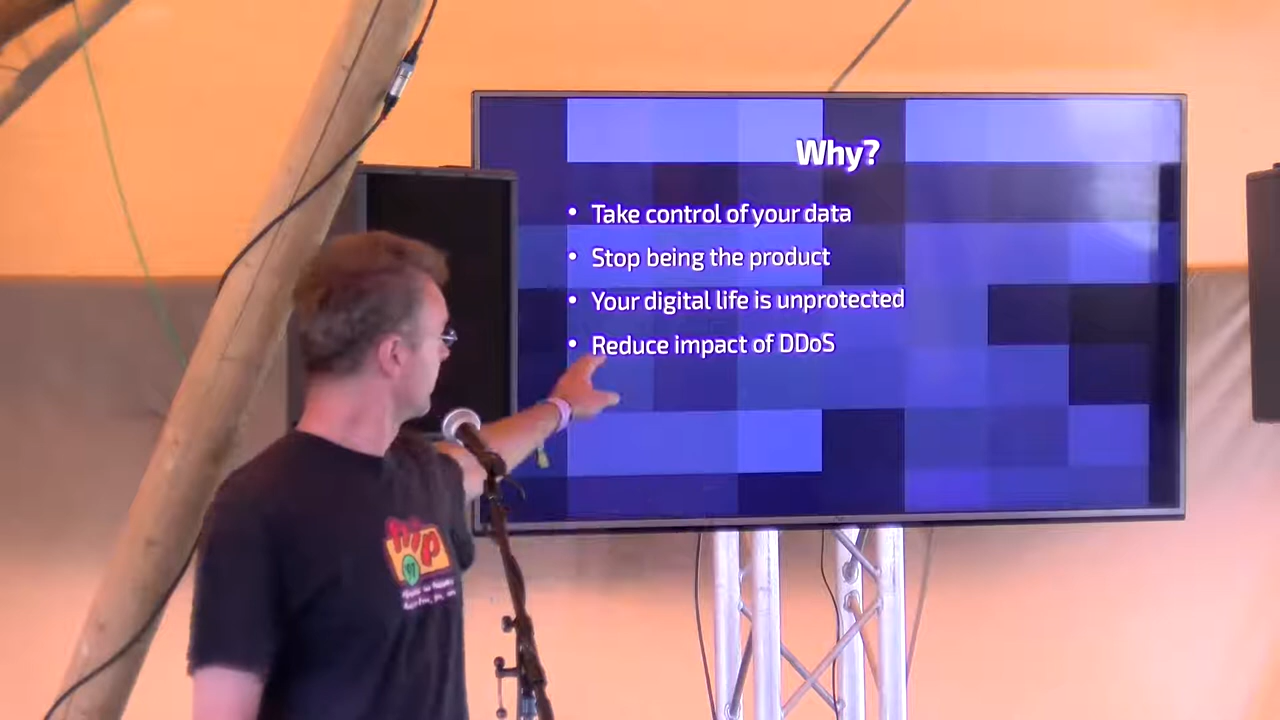 Why?
• Take control of your data
• Stop being the product
• Your digital life is unprotected
• Reduce impact of DDoS